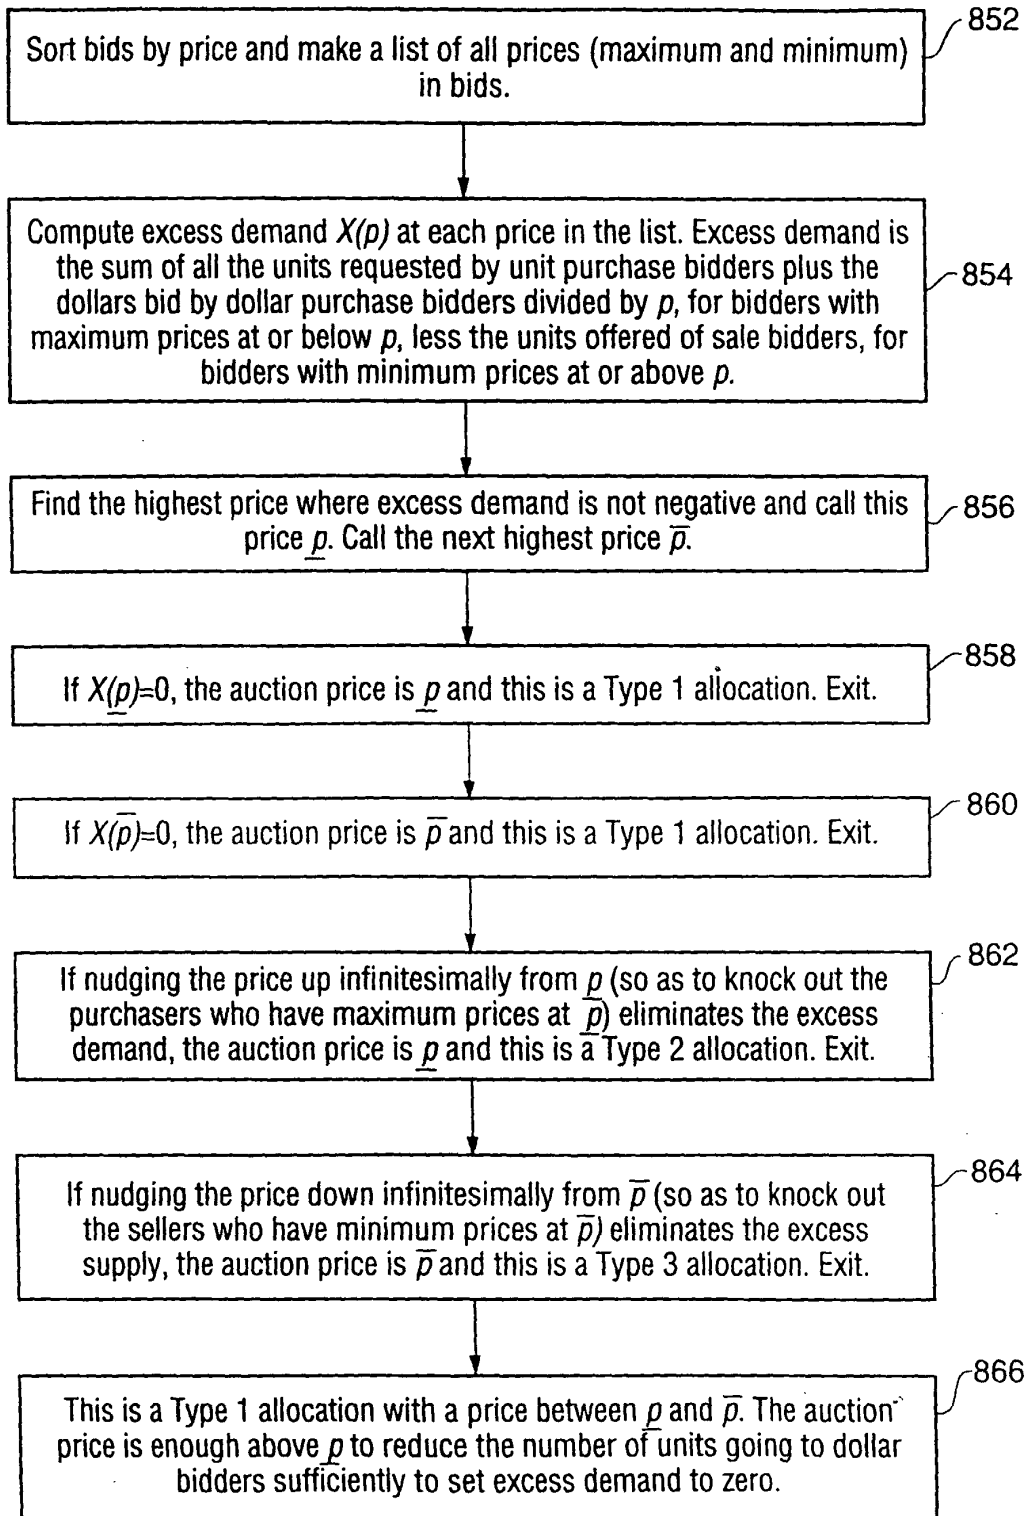 852
Sort bids by price and make a list of all prices (maximum and minimum)
in bids.
854
Compute excess demand X(p) at each price in the list. Excess demand is
the sum of all the units requested by unit purchase bidders plus the
dollars bid by dollar purchase bidders divided by p, for bidders with
maximum prices at or below p, less the units offered of sale bidders, for
bidders with minimum prices at or above p.
856
Find the highest price where excess demand is not negative and call this
price p̲. Call the next highest price p̅.
858
If X(p̲)=0, the auction price is p̲ and this is a Type 1 allocation. Exit.
860
If X(p̅)=0, the auction price is p̅ and this is a Type 1 allocation. Exit.
862
If nudging the price up infinitesimally from p̲ (so as to knock out the
purchasers who have maximum prices at p̲) eliminates the excess
demand, the auction price is p̲ and this is a Type 2 allocation. Exit.
864
If nudging the price down infinitesimally from p̅ (so as to knock out
the sellers who have minimum prices at p̅) eliminates the excess
supply, the auction price is p̅ and this is a Type 3 allocation. Exit.
866
This is a Type 1 allocation with a price between p̲ and p̅. The auction
price is enough above p̲ to reduce the number of units going to dollar
bidders sufficiently to set excess demand to zero.